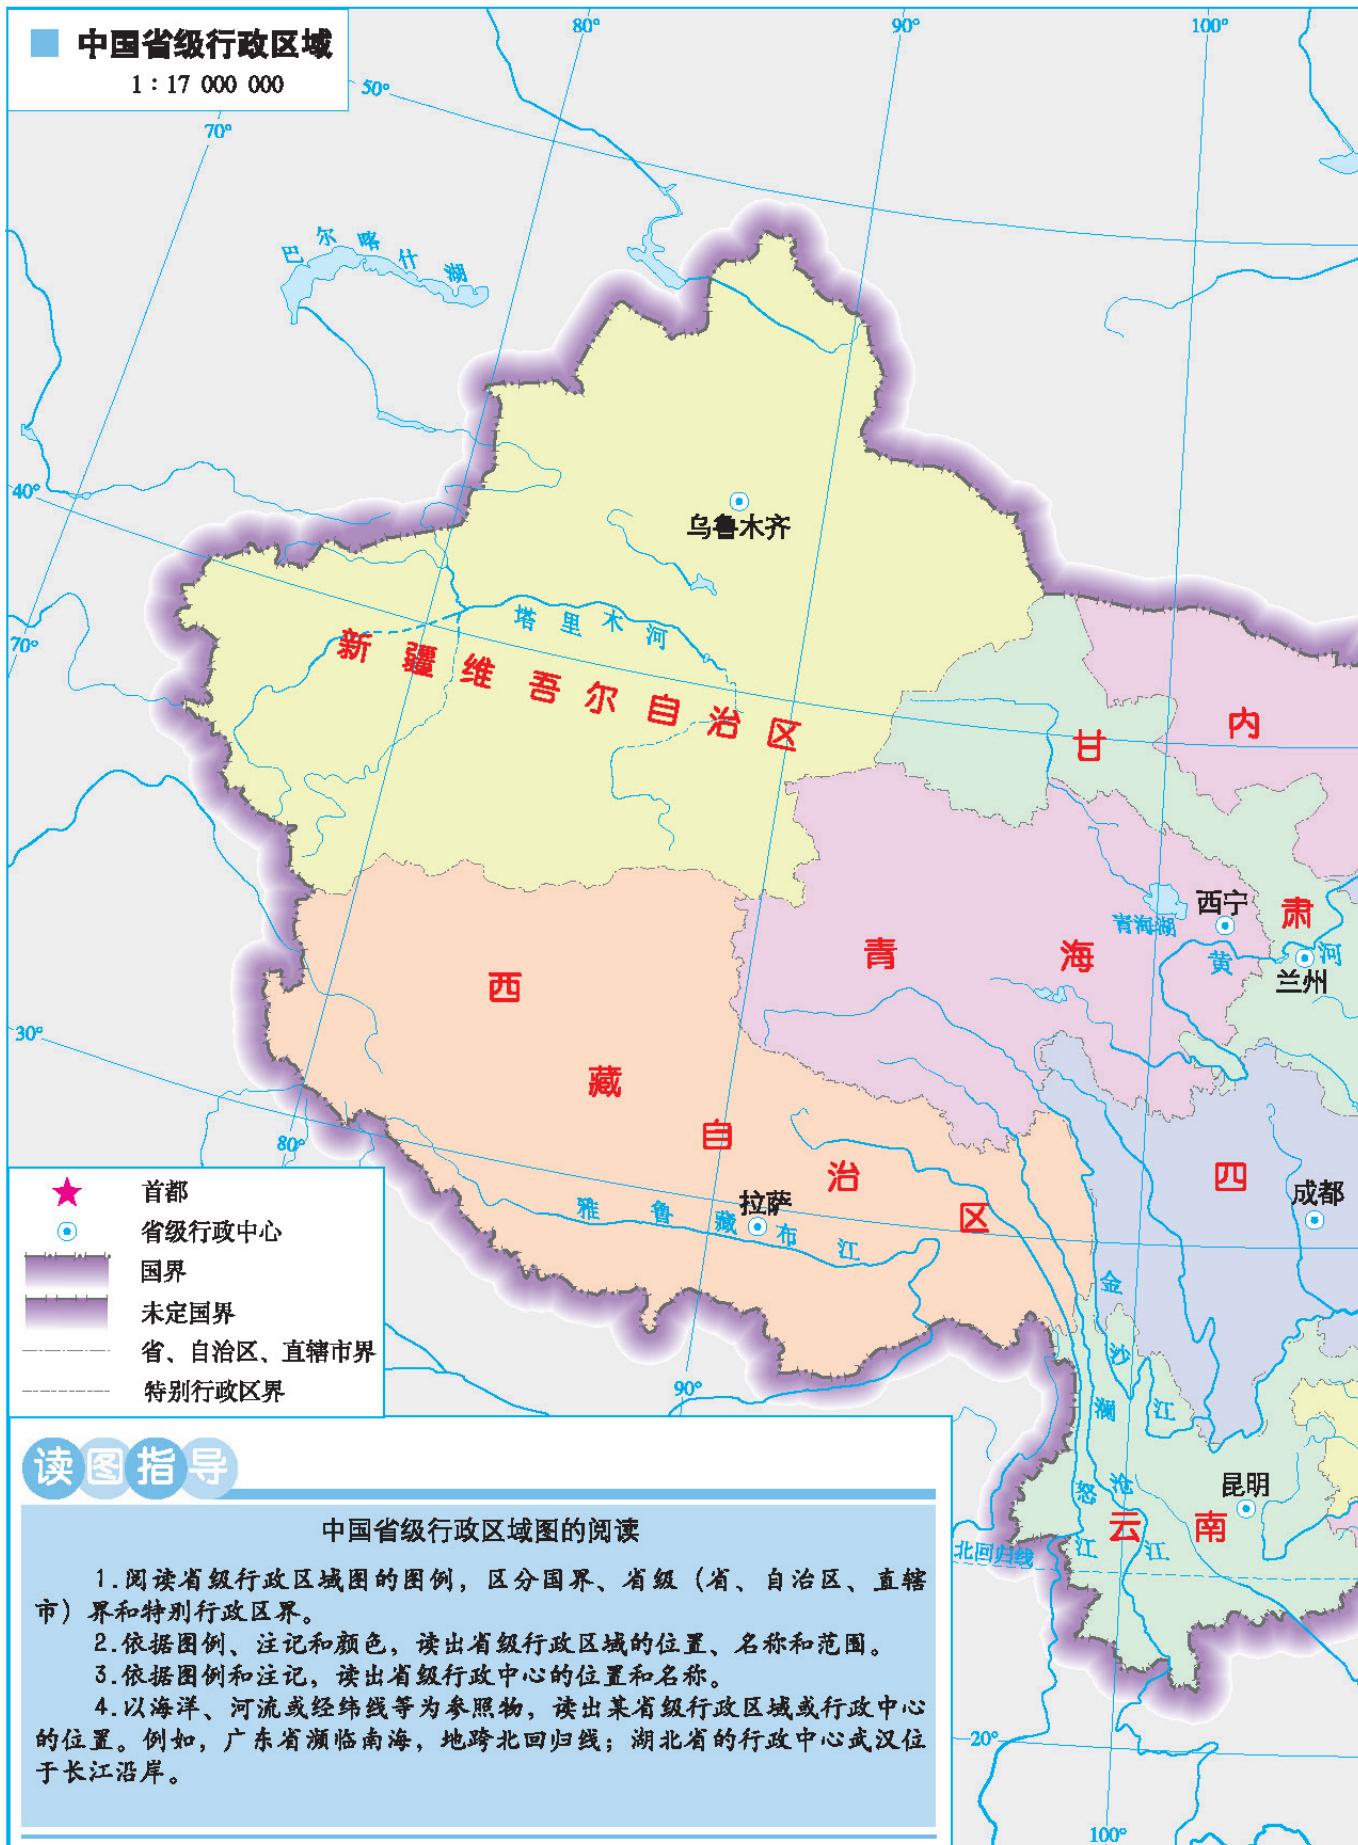 中国省级行政区域
1：17 000 000
80°
90°
100°
50°
70°
巴尔喀什湖
40°
乌鲁木齐
70°
塔里木河
新疆维吾尔自治区
甘
内
西宁
肃
青海湖
青海
黄
河
兰州
西藏自治区
30°
80°
四
成都
拉萨
雅鲁藏布江
金沙江
90°
澜沧江
怒江
昆明
云南
北回归线
20°
100°
首都
省级行政中心
国界
未定国界
省、自治区、直辖市界
特别行政区界
读图指导
中国省级行政区域图的阅读
1.阅读省级行政区域图的图例，区分国界、省级（省、自治区、直辖
市）界和特别行政区界。
2.依据图例、注记和颜色，读出省级行政区域的位置、名称和范围。
3.依据图例和注记，读出省级行政中心的位置和名称。
4.以海洋、河流或经纬线等为参照物，读出某省级行政区域或行政中心
的位置。例如，广东省濒临南海，地跨北回归线；湖北省的行政中心武汉位
于长江沿岸。